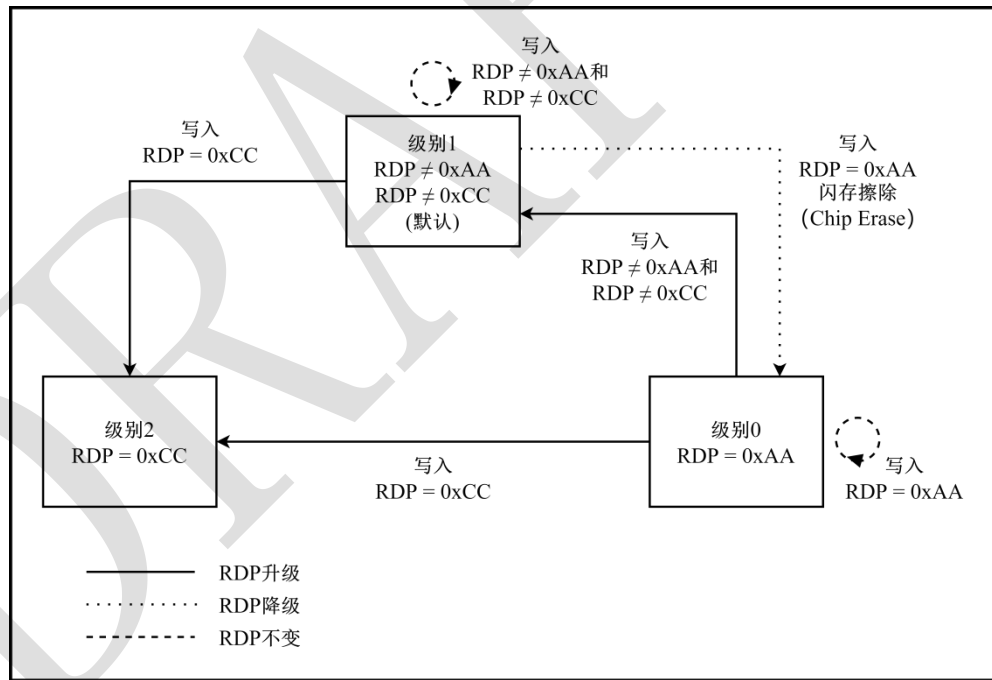 写入
RDP ≠ 0xAA和
RDP ≠ 0xCC
写入
RDP = 0xCC
级别1
RDP ≠ 0xAA
RDP ≠ 0xCC
(默认)
写入
RDP = 0xAA
闪存擦除
(Chip Erase)
写入
RDP ≠ 0xAA和
RDP ≠ 0xCC
级别2
RDP = 0xCC
级别0
RDP = 0xAA
写入
RDP = 0xCC
写入
RDP = 0xAA
RDP升级
RDP降级
RDP不变